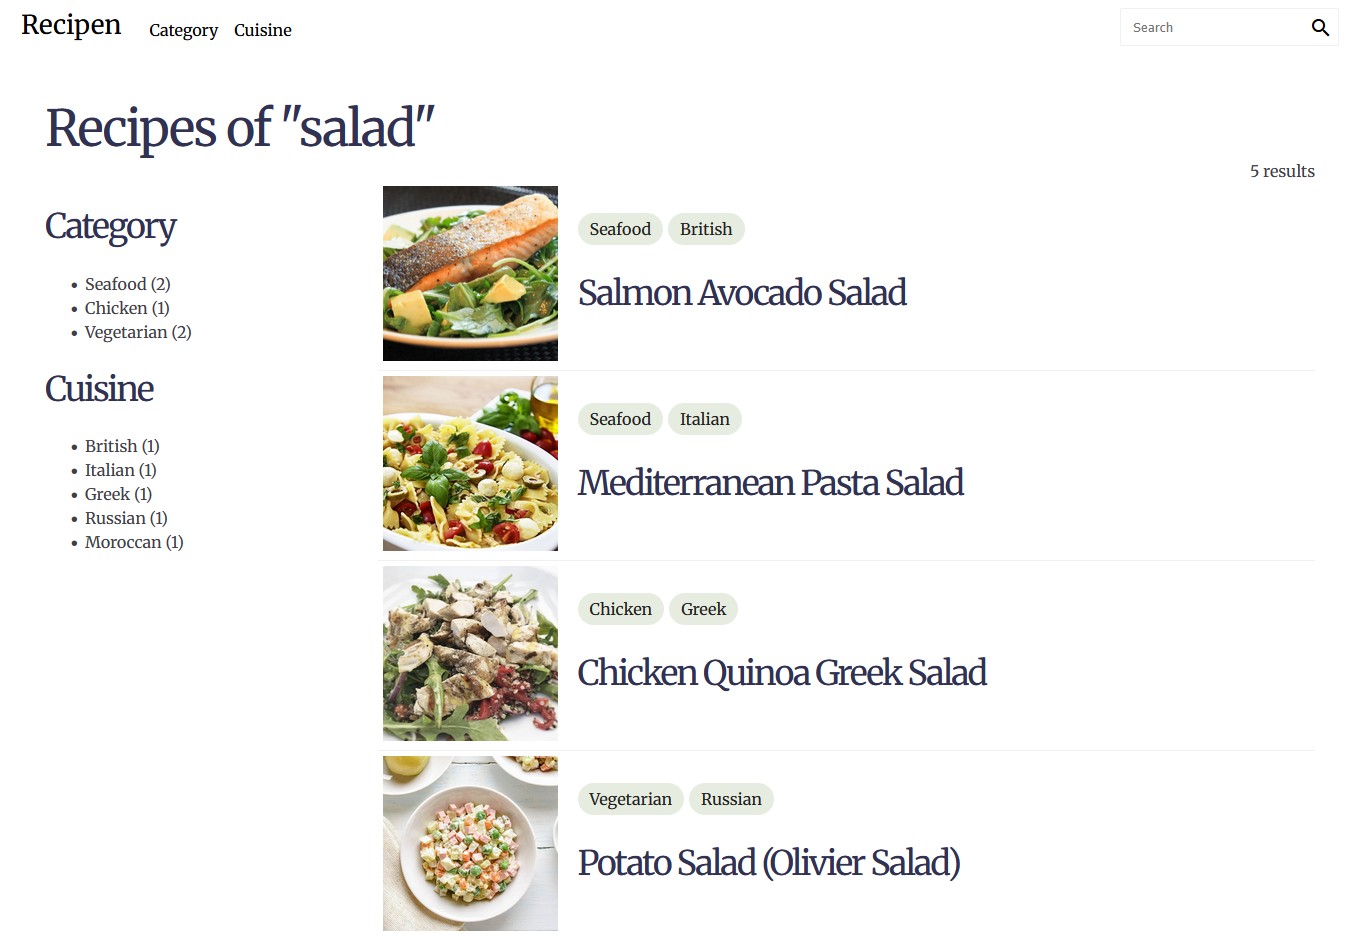 Recipen Category Cuisine Search
Recipes of "salad"
5 results
Category
Seafood (2)
Chicken (1)
Vegetarian (2)
Cuisine
British (1)
Italian (1)
Greek (1)
Russian (1)
Moroccan (1)
Seafood British
Salmon Avocado Salad
Seafood Italian
Mediterranean Pasta Salad
Chicken Greek
Chicken Quinoa Greek Salad
Vegetarian Russian
Potato Salad (Olivier Salad)